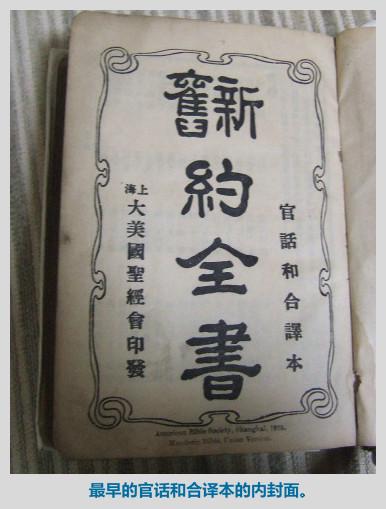 官話和合譯本
新舊約全書
上海大美國聖經會印發
American Bible Society, Shanghai,
Mandarin Bible, Union Version.
最早的官话和合译本的内封面。